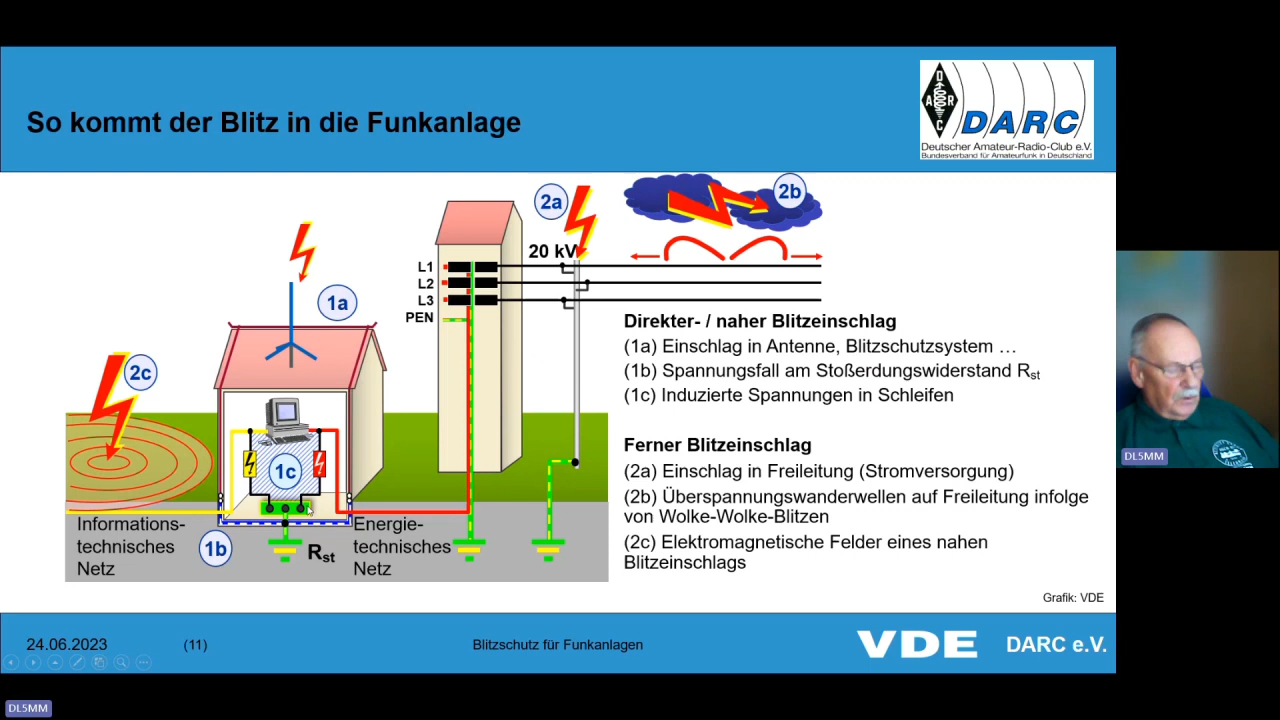 So kommt der Blitz in die Funkanlage
D
A R
C
DARC
Deutscher Amateur-Radio-Club e.V.
Bundesverband für Amateurfunk in Deutschland
2a
2b
20 kV
L1
L2
L3
PEN
1a
2c
1c
1b
Rst
Informations-
technisches
Netz
Energie-
technisches
Netz
Direkter- / naher Blitzeinschlag
(1a) Einschlag in Antenne, Blitzschutzsystem …
(1b) Spannungsfall am Stoßerdungswiderstand Rst
(1c) Induzierte Spannungen in Schleifen
Ferner Blitzeinschlag
(2a) Einschlag in Freileitung (Stromversorgung)
(2b) Überspannungswanderwellen auf Freileitung infolge
von Wolke-Wolke-Blitzen
(2c) Elektromagnetische Felder eines nahen
Blitzeinschlags
Grafik: VDE
24.06.2023
(11)
Blitzschutz für Funkanlagen
VDE
DARC e.V.
DL5MM
DL5MM